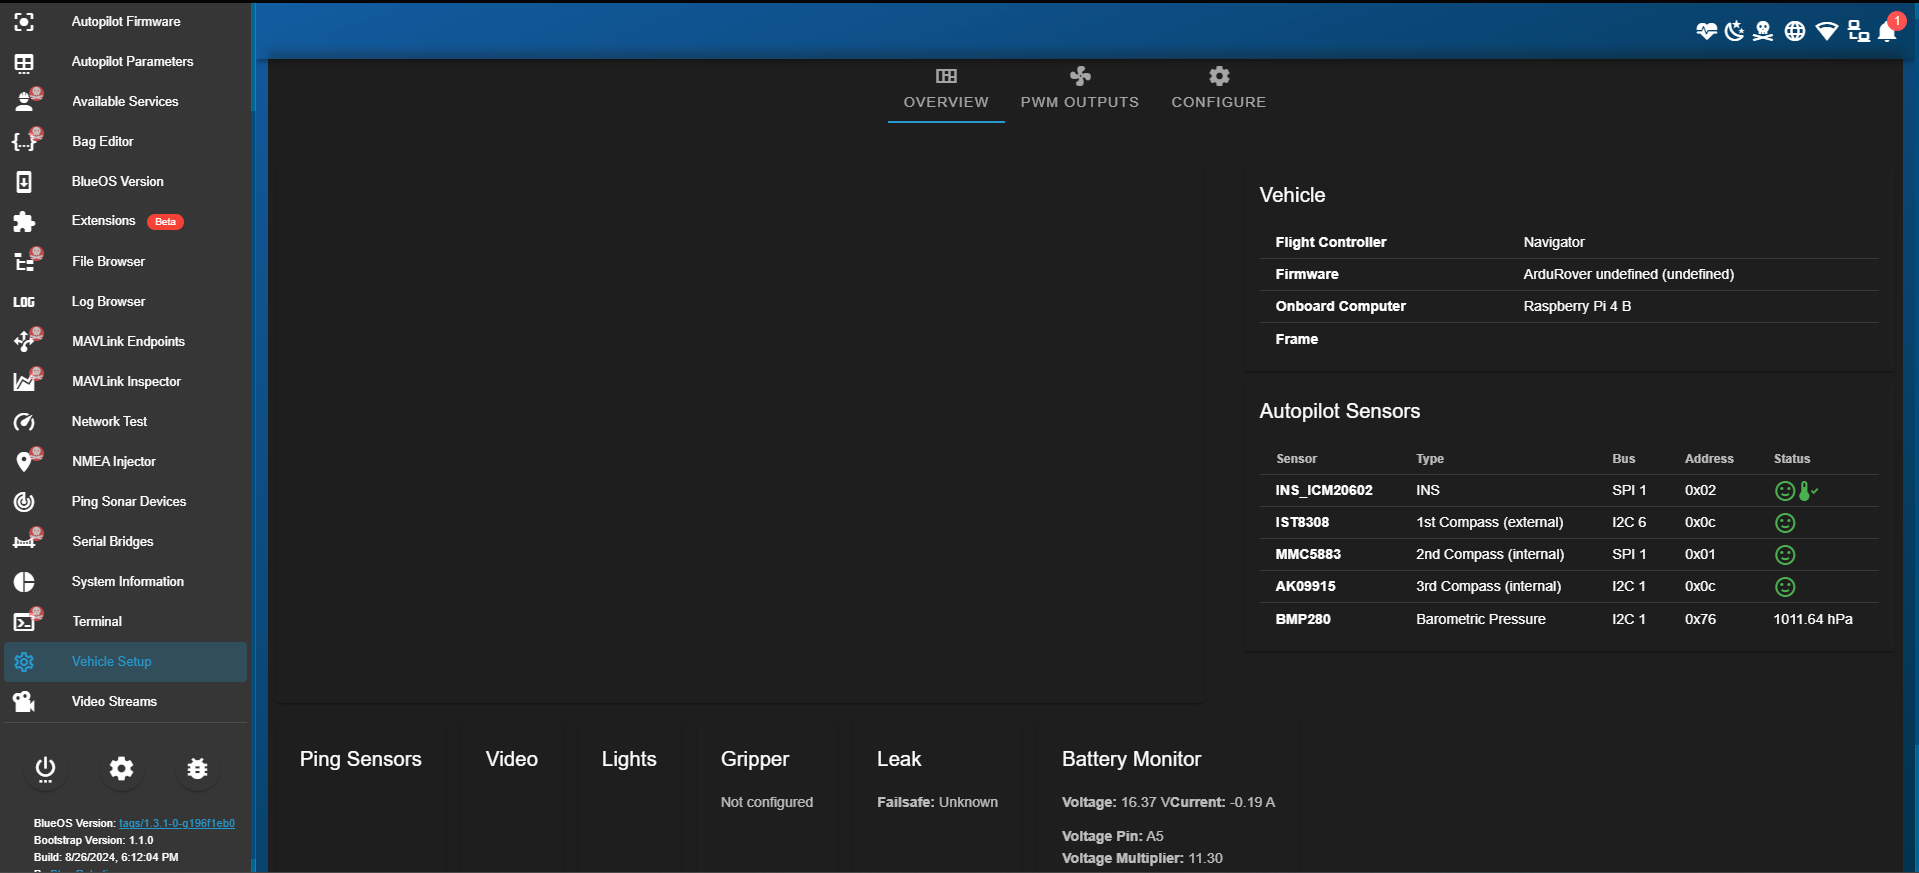 Autopilot Firmware
Autopilot Parameters
Available Services
Bag Editor
BlueOS Version
Extensions Beta
File Browser
LOG Log Browser
MAVLink Endpoints
MAVLink Inspector
Network Test
NMEA Injector
Ping Sonar Devices
Serial Bridges
System Information
Terminal
Vehicle Setup
Video Streams
BlueOS Version: tags/1.3.1-0-g196f1eb0
Bootstrap Version: 1.1.0
Build: 8/26/2024, 6:12:04 PM
1
OVERVIEW PWM OUTPUTS CONFIGURE
Vehicle
Flight Controller Navigator
Firmware ArduRover undefined (undefined)
Onboard Computer Raspberry Pi 4 B
Frame
Autopilot Sensors
Sensor Type Bus Address Status
INS_ICM20602 INS SPI 1 0x02
IST8308 1st Compass (external) I2C 6 0x0c
MMC5883 2nd Compass (internal) SPI 1 0x01
AK09915 3rd Compass (internal) I2C 1 0x0c
BMP280 Barometric Pressure I2C 1 0x76 1011.64 hPa
Ping Sensors
Video
Lights
Gripper
Not configured
Leak
Failsafe: Unknown
Battery Monitor
Voltage: 16.37 VCurrent: -0.19 A
Voltage Pin: A5
Voltage Multiplier: 11.30